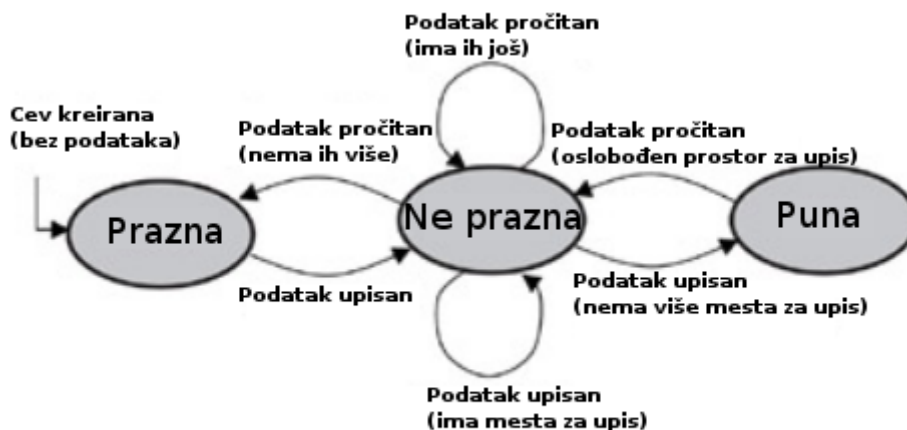 Podatak pročitan
(ima ih još)
Cev kreirana
(bez podataka)
Podatak pročitan
(nema ih više)
Podatak pročitan
(oslobođen prostor za upis)
Prazna
Ne prazna
Puna
Podatak upisan
Podatak upisan
(nema više mesta za upis)
Podatak upisan
(ima mesta za upis)